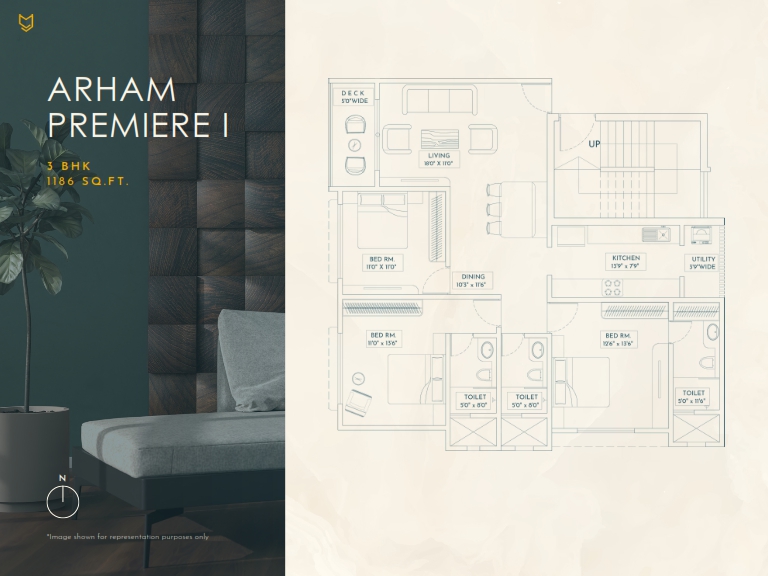 ARHAM
PREMIERE I
3 BHK
1186 SQ.FT.
N
*Image shown for representation purposes only
DECK
5'0"WIDE
LIVING
18'0" X 11'0"
UP
BED RM.
11'0" X 11'0"
DINING
10'3" x 11'6"
KITCHEN
13'9" x 7'9"
UTILITY
5'9"WIDE
BED RM.
11'0" x 13'6"
BED RM.
12'6" x 13'6"
TOILET
5'0" x 8'0"
TOILET
5'0" x 8'0"
TOILET
5'0" x 11'6"